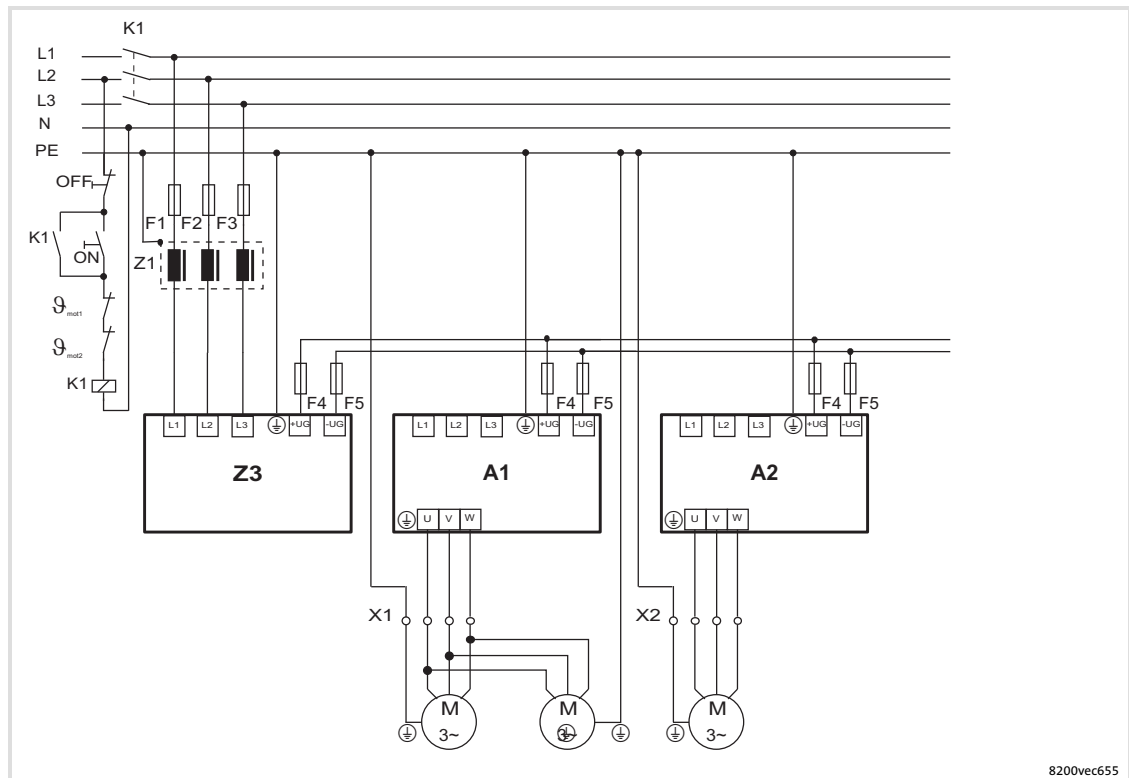 K1
L1
L2
L3
N
PE
OFF
F1 F2 F3
K1
ON
Z1
ϑmot1
ϑmot2
K1
F4 F5 F4 F5 F4 F5
L1 L2 L3 +UG -UG L1 L2 L3 +UG -UG L1 L2 L3 +UG -UG
Z3 A1 A2
U V W U V W
X1 X2
M M M
3~ 3~ 3~
8200vec655